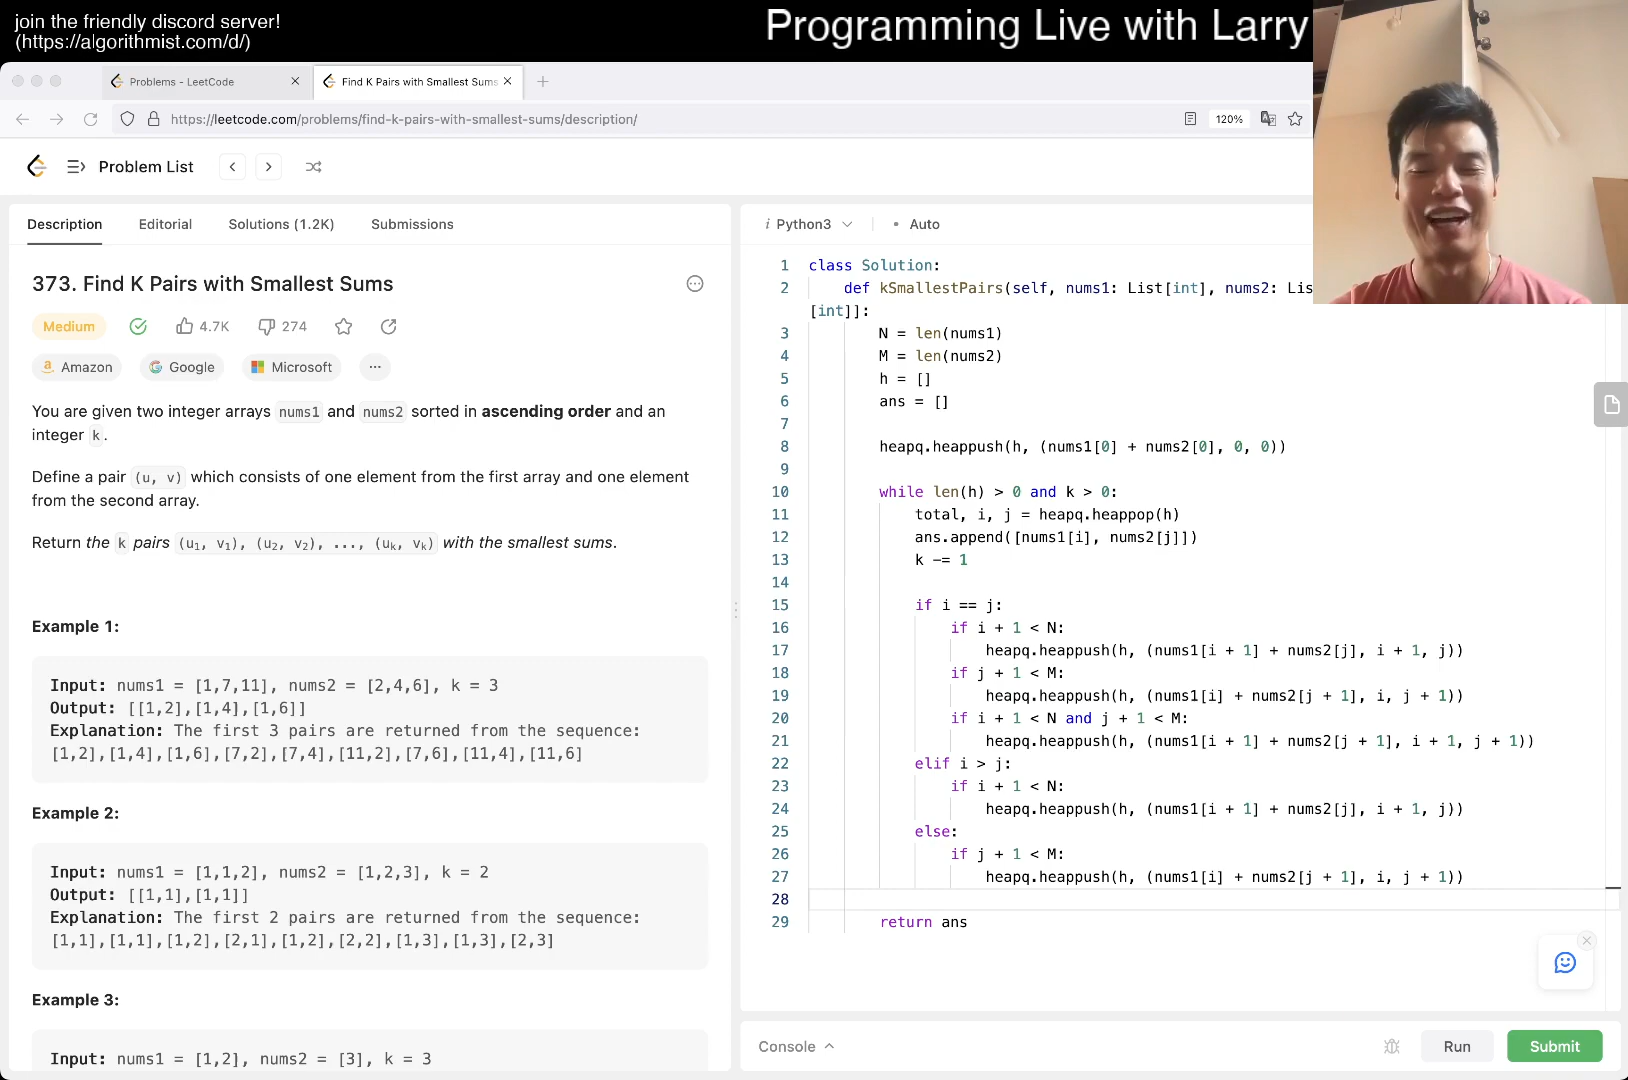 join the friendly discord server!
(https://algorithmist.com/d/)
Programming Live with Larry
Problems - LeetCode
Find K Pairs with Smallest Sums
https://leetcode.com/problems/find-k-pairs-with-smallest-sums/description/
120%
Problem List
Description Editorial Solutions (1.2K) Submissions
373. Find K Pairs with Smallest Sums
Medium 4.7K 274
Amazon Google Microsoft ...
You are given two integer arrays nums1 and nums2 sorted in ascending order and an
integer k.
Define a pair (u, v) which consists of one element from the first array and one element
from the second array.
Return the k pairs (u₁, v₁), (u₂, v₂), ..., (uₖ, vₖ) with the smallest sums.
Example 1:
Input: nums1 = [1,7,11], nums2 = [2,4,6], k = 3
Output: [[1,2],[1,4],[1,6]]
Explanation: The first 3 pairs are returned from the sequence:
[1,2],[1,4],[1,6],[7,2],[7,4],[11,2],[7,6],[11,4],[11,6]
Example 2:
Input: nums1 = [1,1,2], nums2 = [1,2,3], k = 2
Output: [[1,1],[1,1]]
Explanation: The first 2 pairs are returned from the sequence:
[1,1],[1,1],[1,2],[2,1],[1,2],[2,2],[1,3],[1,3],[2,3]
Example 3:
Input: nums1 = [1,2], nums2 = [3], k = 3
i Python3 Auto
1 class Solution:
2 def kSmallestPairs(self, nums1: List[int], nums2: Lis
[int]]:
3 N = len(nums1)
4 M = len(nums2)
5 h = []
6 ans = []
7
8 heapq.heappush(h, (nums1[0] + nums2[0], 0, 0))
9
10 while len(h) > 0 and k > 0:
11 total, i, j = heapq.heappop(h)
12 ans.append([nums1[i], nums2[j]])
13 k -= 1
14
15 if i == j:
16 if i + 1 < N:
17 heapq.heappush(h, (nums1[i + 1] + nums2[j], i + 1, j))
18 if j + 1 < M:
19 heapq.heappush(h, (nums1[i] + nums2[j + 1], i, j + 1))
20 if i + 1 < N and j + 1 < M:
21 heapq.heappush(h, (nums1[i + 1] + nums2[j + 1], i + 1, j + 1))
22 elif i > j:
23 if i + 1 < N:
24 heapq.heappush(h, (nums1[i + 1] + nums2[j], i + 1, j))
25 else:
26 if j + 1 < M:
27 heapq.heappush(h, (nums1[i] + nums2[j + 1], i, j + 1))
28
29 return ans
Console Run Submit